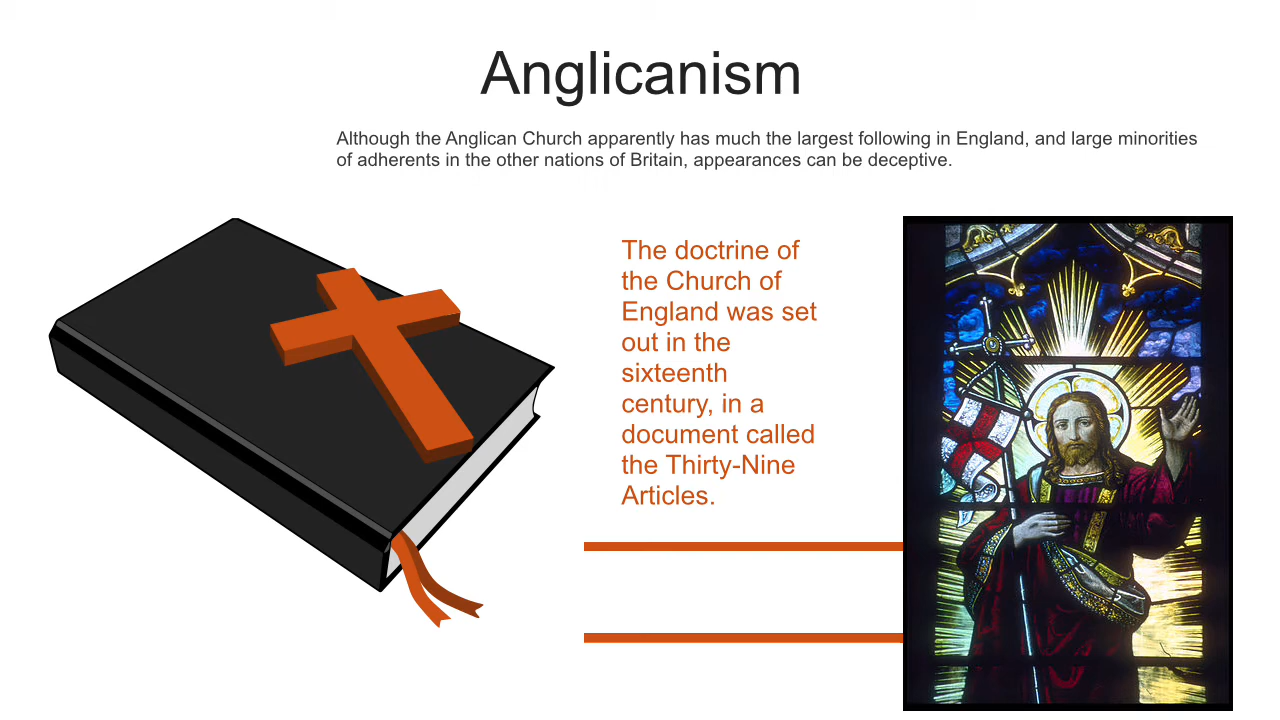 Anglicanism
Although the Anglican Church apparently has much the largest following in England, and large minorities
of adherents in the other nations of Britain, appearances can be deceptive.
The doctrine of
the Church of
England was set
out in the
sixteenth
century, in a
document called
the Thirty-Nine
Articles.